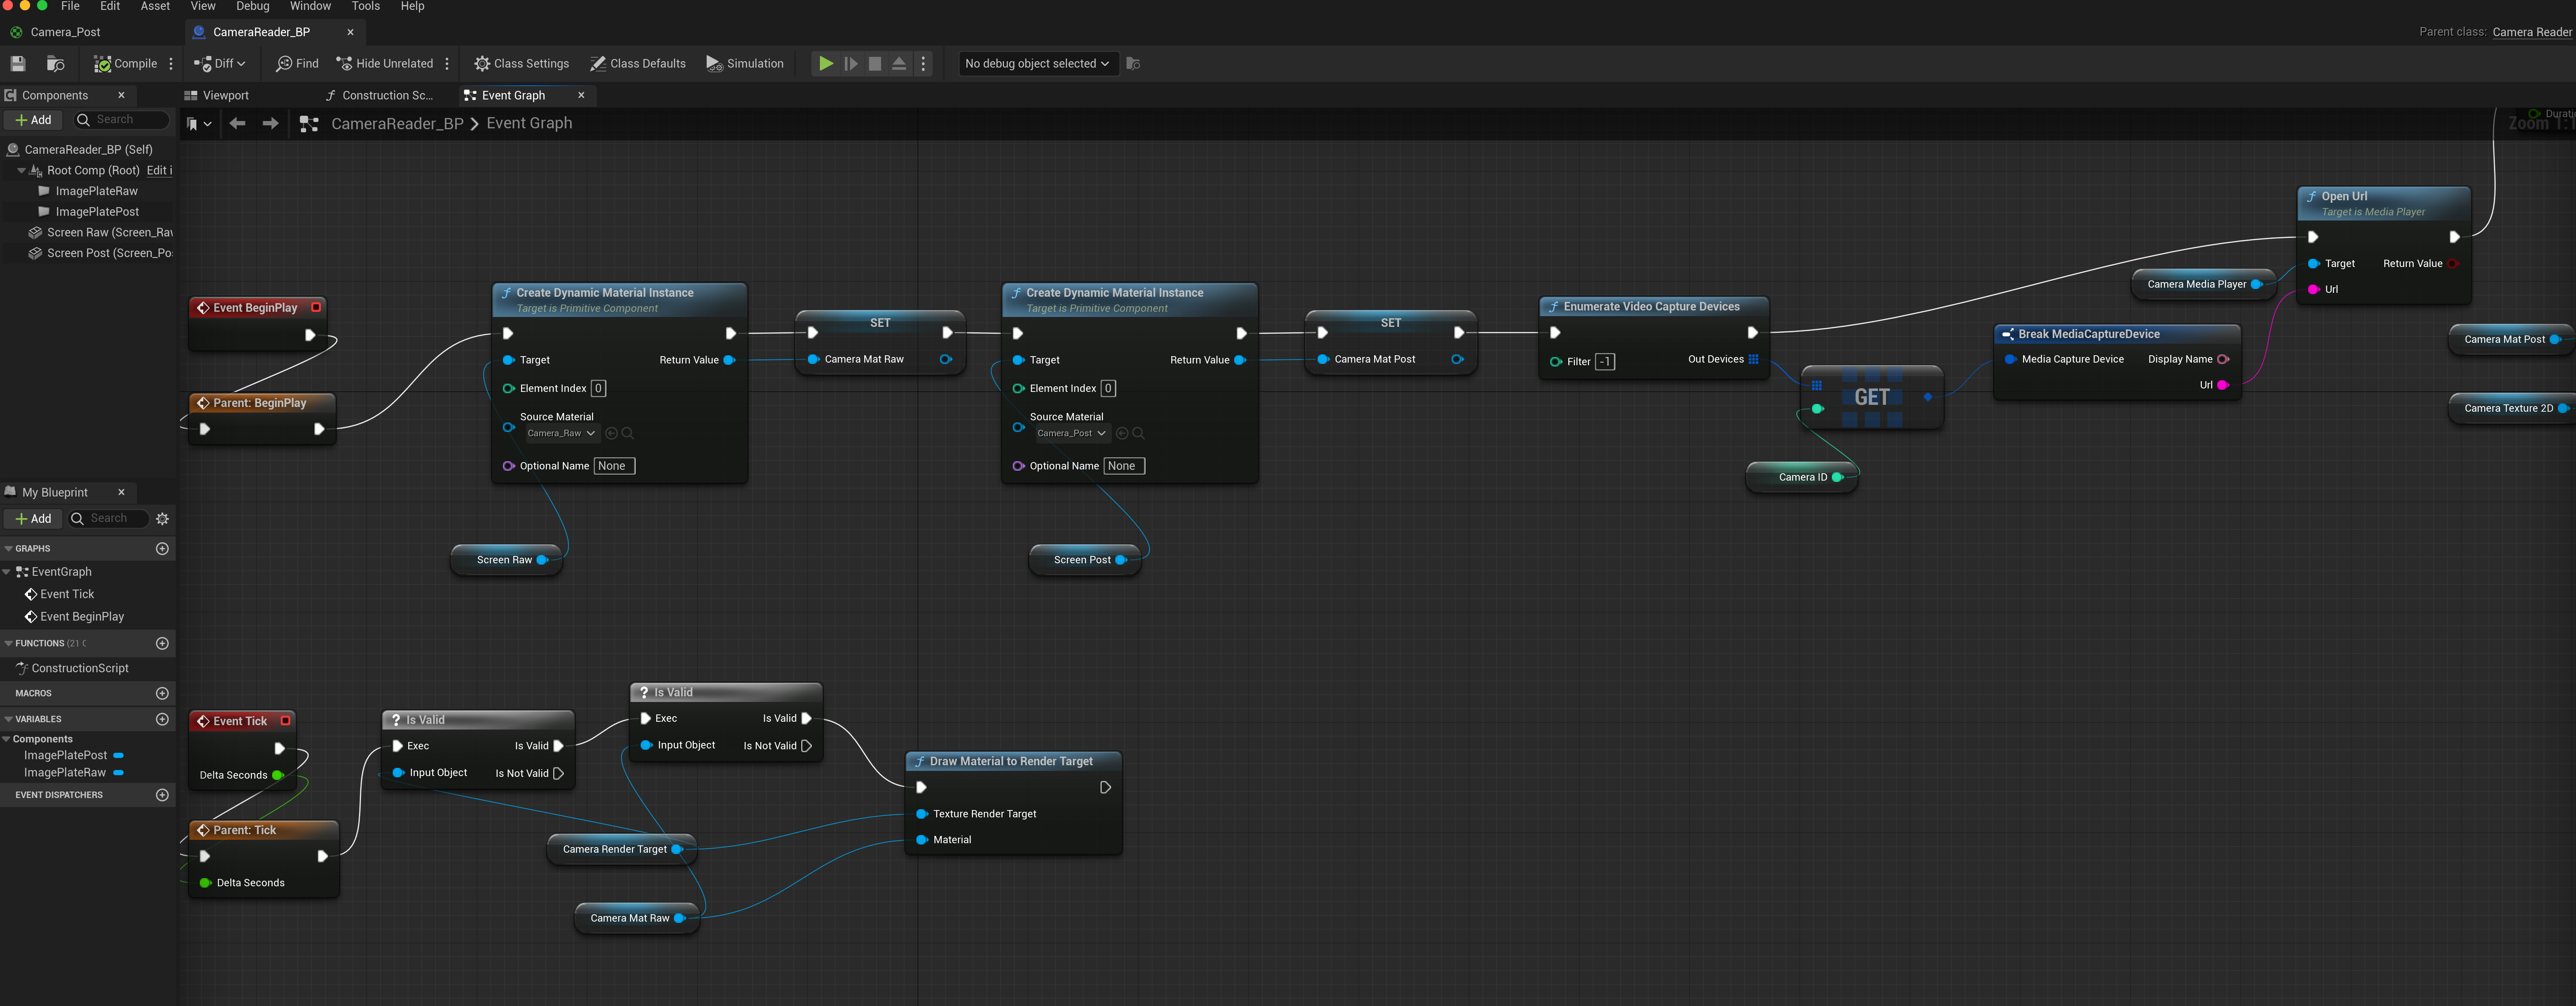 File Edit Asset View Debug Window Tools Help
Camera_Post CameraReader_BP Parent class: Camera Reader
Compile Diff Find Hide Unrelated Class Settings Class Defaults Simulation No debug object selected
Components Viewport Construction Sc... Event Graph
Add Search
CameraReader_BP > Event Graph
Zoom 1:1
Duratio
CameraReader_BP (Self)
Root Comp (Root) Edit i
ImagePlateRaw
ImagePlatePost
Screen Raw (Screen_Rav
Screen Post (Screen_Po
Event BeginPlay
Parent: BeginPlay
Create Dynamic Material Instance
Target is Primitive Component
Target Return Value
Element Index 0
Source Material
Camera_Raw
Optional Name None
Screen Raw
SET
Camera Mat Raw
Create Dynamic Material Instance
Target is Primitive Component
Target Return Value
Element Index 0
Source Material
Camera_Post
Optional Name None
Screen Post
SET
Camera Mat Post
Enumerate Video Capture Devices
Filter -1 Out Devices
GET
Camera ID
Break MediaCaptureDevice
Media Capture Device Display Name
Url
Camera Media Player
Open Url
Target is Media Player
Target Return Value
Url
Camera Mat Post
Camera Texture 2D
My Blueprint
Add Search
GRAPHS
EventGraph
Event Tick
Event BeginPlay
FUNCTIONS (21
ConstructionScript
MACROS
VARIABLES
Components
ImagePlatePost
ImagePlateRaw
EVENT DISPATCHERS
Event Tick
Delta Seconds
Parent: Tick
Delta Seconds
? Is Valid
Exec Is Valid
Input Object Is Not Valid
? Is Valid
Exec Is Valid
Input Object Is Not Valid
Camera Render Target
Camera Mat Raw
Draw Material to Render Target
Texture Render Target
Material